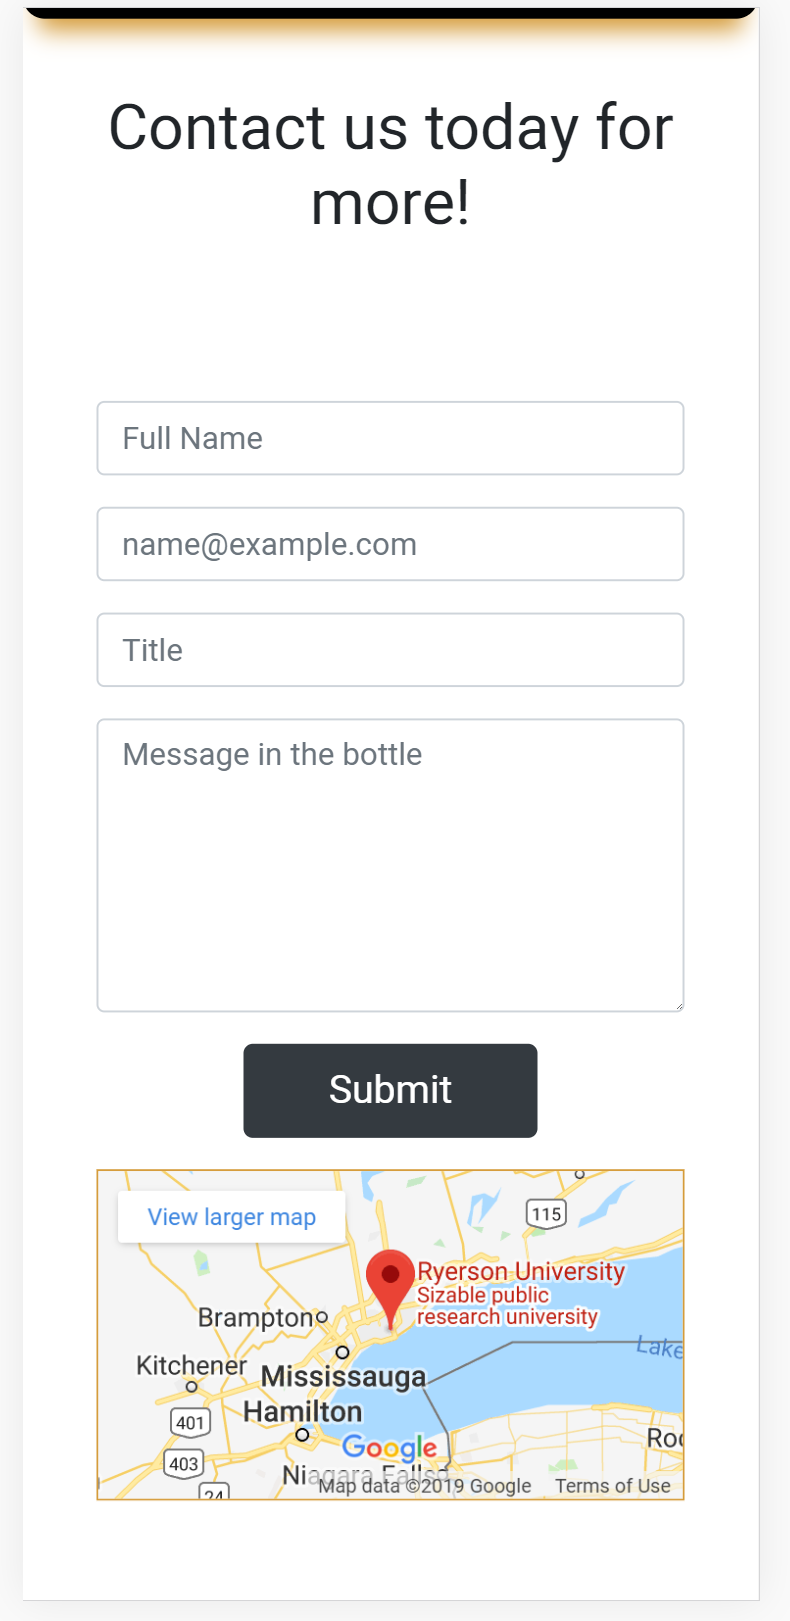 Contact us today for
more!
Full Name
name@example.com
Title
Message in the bottle
Submit
View larger map
115
Ryerson University
Sizable public
research university
Brampton
Lake
Kitchener
Mississauga
Hamilton
401
Google
403
Niagara Falls
24
Map data ©2019 Google
Terms of Use